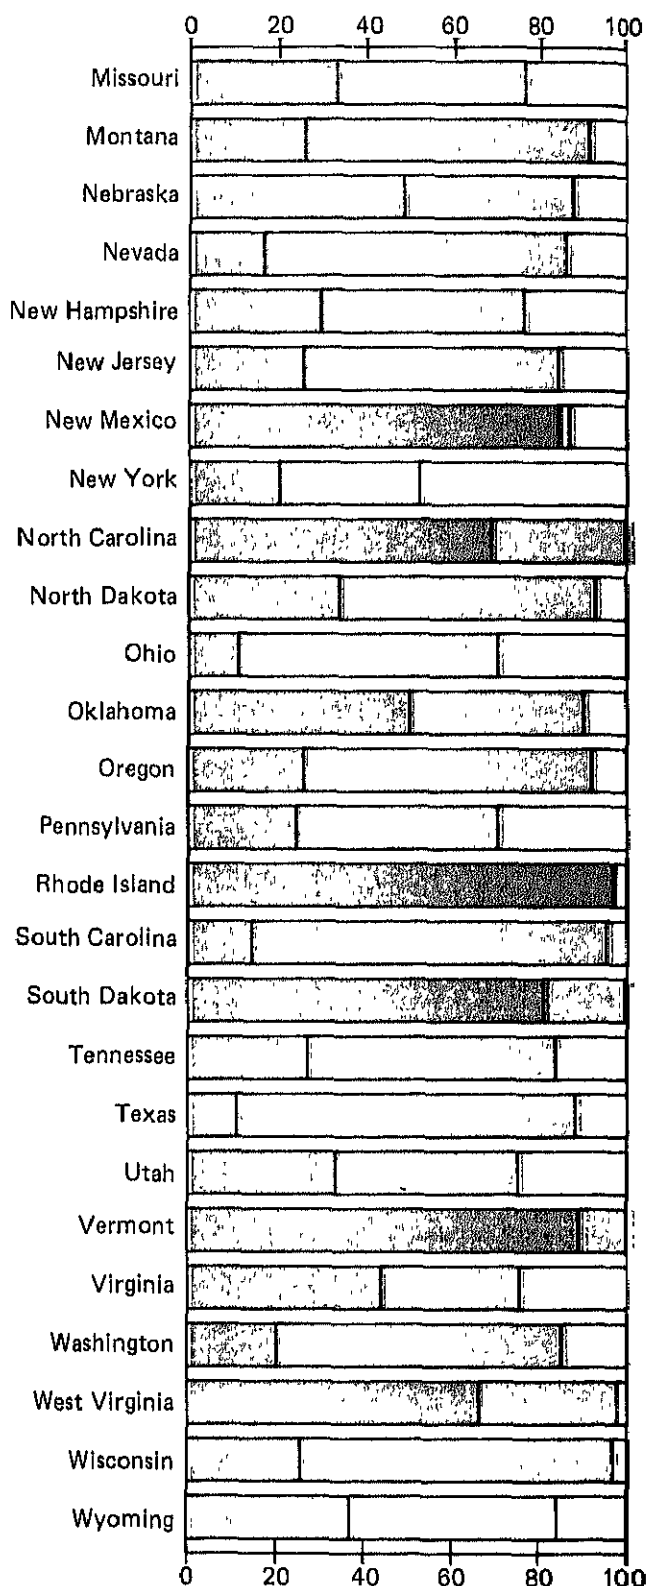 0 20 40 60 80 100
Missouri
Montana
Nebraska
Nevada
New Hampshire
New Jersey
New Mexico
New York
North Carolina
North Dakota
Ohio
Oklahoma
Oregon
Pennsylvania
Rhode Island
South Carolina
South Dakota
Tennessee
Texas
Utah
Vermont
Virginia
Washington
West Virginia
Wisconsin
Wyoming
0 20 40 60 80 100